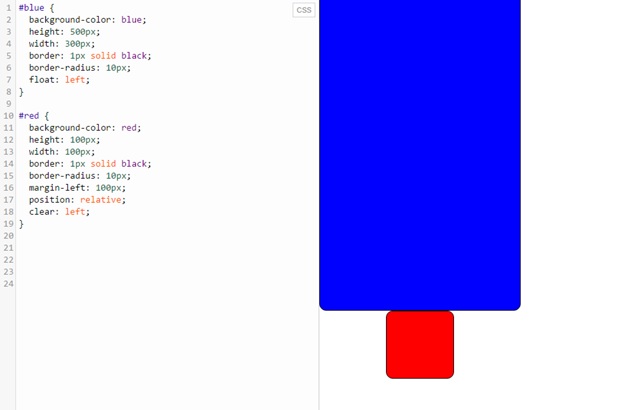 1 #blue {
2 background-color: blue;
3 height: 500px;
4 width: 300px;
5 border: 1px solid black;
6 border-radius: 10px;
7 float: left;
8 }
9
10 #red {
11 background-color: red;
12 height: 100px;
13 width: 100px;
14 border: 1px solid black;
15 border-radius: 10px;
16 margin-left: 100px;
17 position: relative;
18 clear: left;
19 }
20
21
22
23
24
CSS